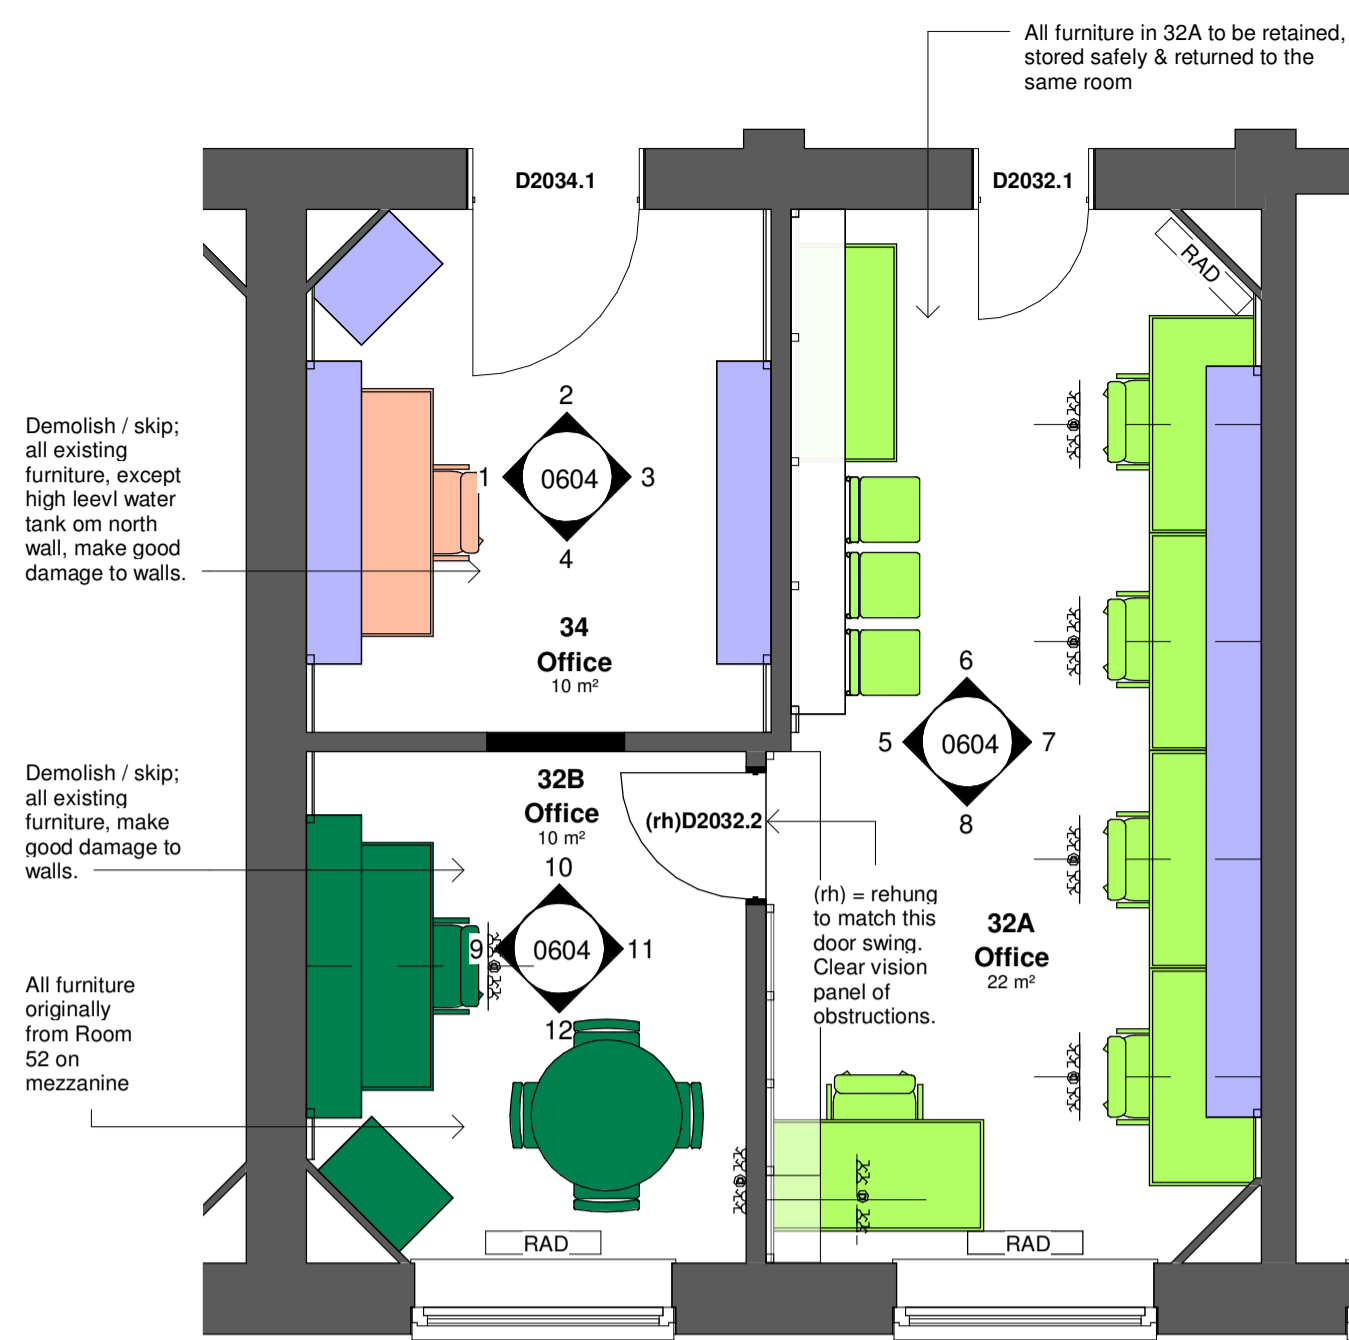 All furniture in 32A to be retained,
stored safely & returned to the
same room
D2034.1
D2032.1
RAD
Demolish / skip;
all existing
furniture, except
high leevl water
tank om north
wall, make good
damage to walls.
2
1
0604
3
4
34
Office
10 m²
6
5
0604
7
8
Demolish / skip;
all existing
furniture, make
good damage to
walls.
32B
Office
10 m²
(rh)D2032.2
10
9
0604
11
12
(rh) = rehung
to match this
door swing.
Clear vision
panel of
obstructions.
32A
Office
22 m²
All furniture
originally
from Room
52 on
mezzanine
RAD
RAD